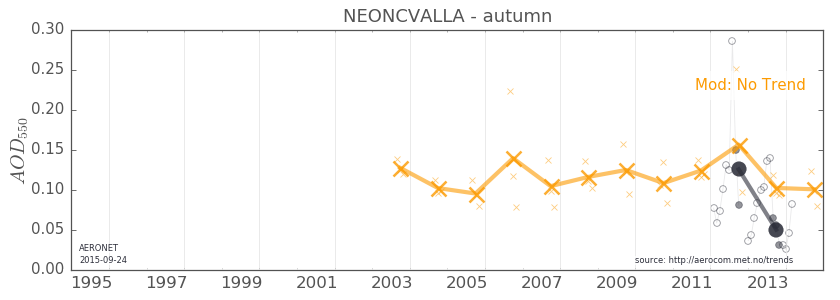 NEONCVALLA - autumn
0.30
0.25
0.20
0.15
0.10
0.05
0.00
AOD550
Mod: No Trend
AERONET
2015-09-24
source: http://aerocom.met.no/trends
1995 1997 1999 2001 2003 2005 2007 2009 2011 2013